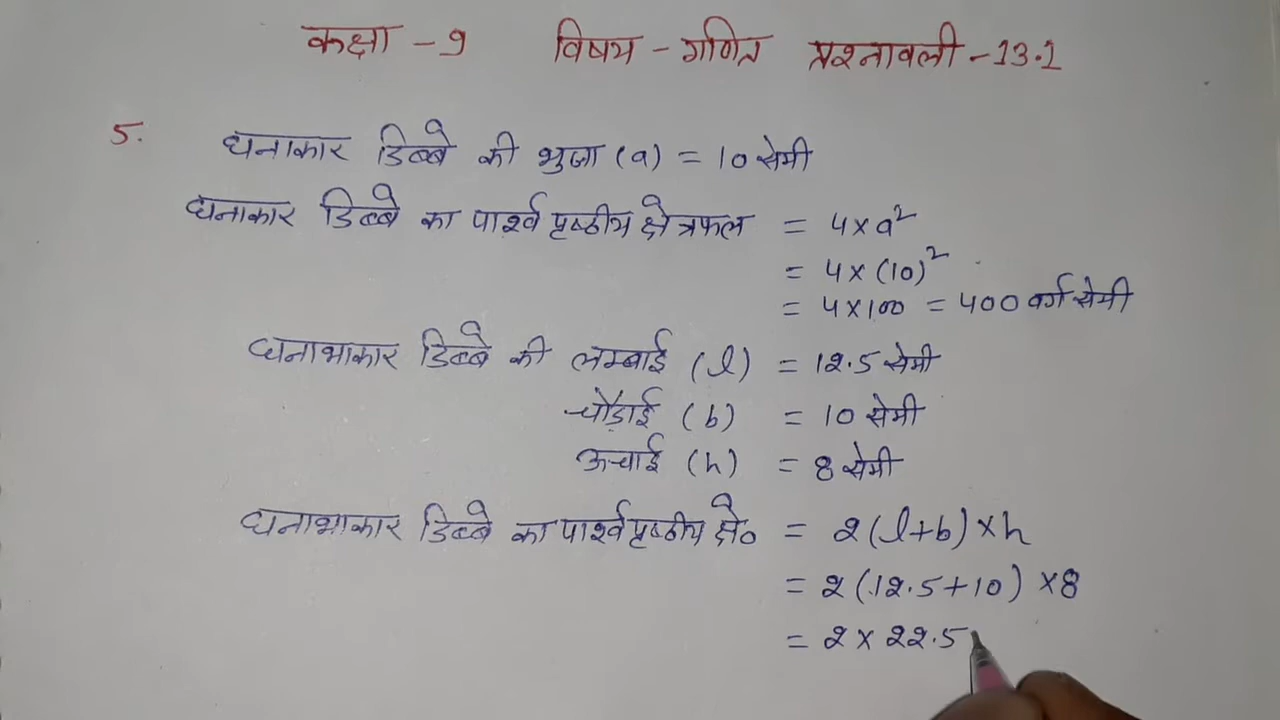 कक्षा - 9 विषय - गणित प्रश्नावली - 13.1
5. घनाकार डिब्बे की भुजा (a) = 10 सेमी
घनाकार डिब्बे का पार्श्व पृष्ठीय क्षेत्रफल = 4 × a²
= 4 × (10)²
= 4 × 100 = 400 वर्ग सेमी
घनाभाकार डिब्बे की लम्बाई (l) = 12.5 सेमी
चौड़ाई (b) = 10 सेमी
ऊचाई (h) = 8 सेमी
घनाभाकार डिब्बे का पार्श्व पृष्ठीय क्षे० = 2 (l+b) × h
= 2 (12.5+10) × 8
= 2 × 22.5